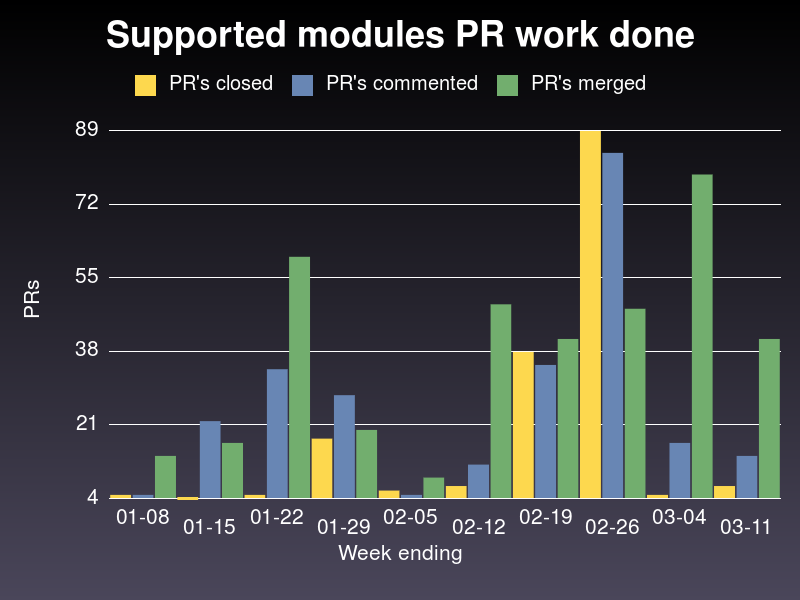 Supported modules PR work done
PR's closed PR's commented PR's merged
89
72
55
38
21
4
PRs
01-08 01-15 01-22 01-29 02-05 02-12 02-19 02-26 03-04 03-11
Week ending